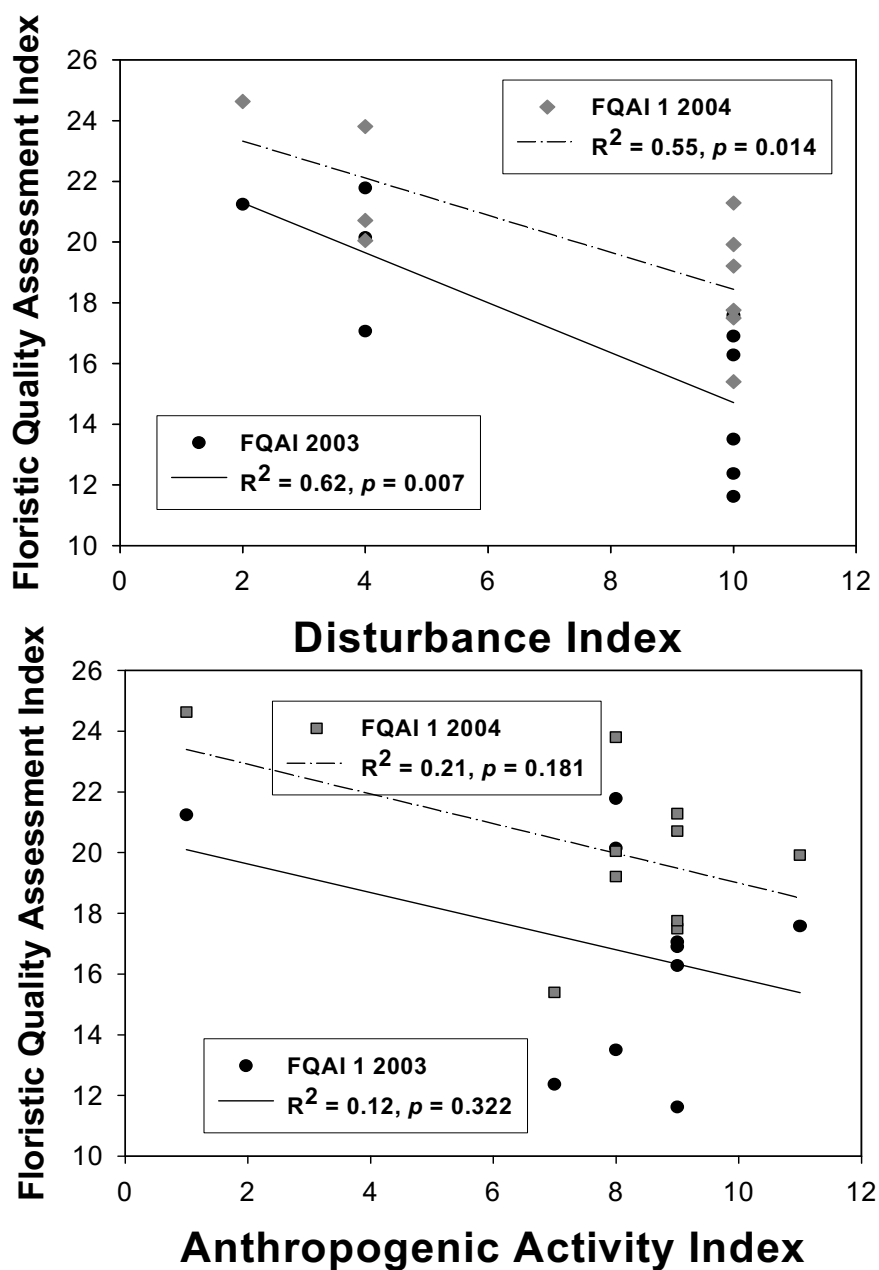 Floristic Quality Assessment Index
26
24
22
20
18
16
14
12
10
FQAI 1 2004
R² = 0.55, p = 0.014
FQAI 2003
R² = 0.62, p = 0.007
0 2 4 6 8 10 12
Disturbance Index
Floristic Quality Assessment Index
26
24
22
20
18
16
14
12
10
FQAI 1 2004
R² = 0.21, p = 0.181
FQAI 1 2003
R² = 0.12, p = 0.322
0 2 4 6 8 10 12
Anthropogenic Activity Index